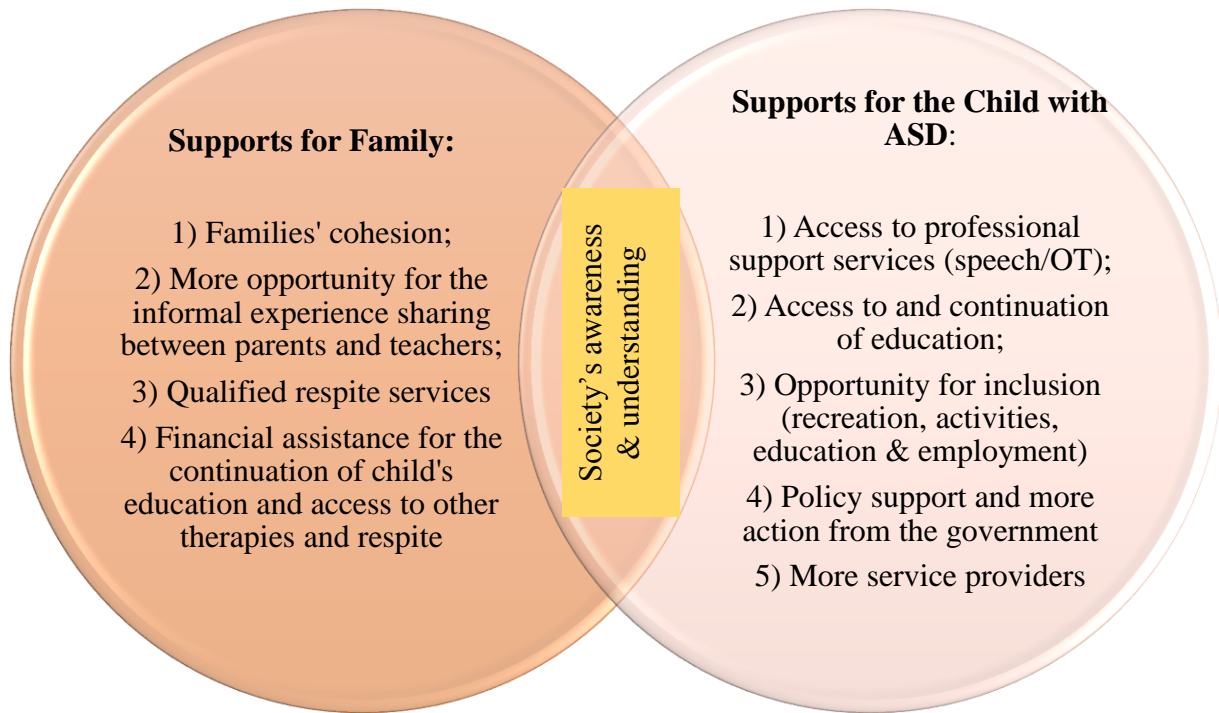 Supports for Family:
1) Families' cohesion;
2) More opportunity for the
informal experience sharing
between parents and teachers;
3) Qualified respite services
4) Financial assistance for the
continuation of child's
education and access to other
therapies and respite
Society’s awareness
& understanding
Supports for the Child with
ASD:
1) Access to professional
support services (speech/OT);
2) Access to and continuation
of education;
3) Opportunity for inclusion
(recreation, activities,
education & employment)
4) Policy support and more
action from the government
5) More service providers